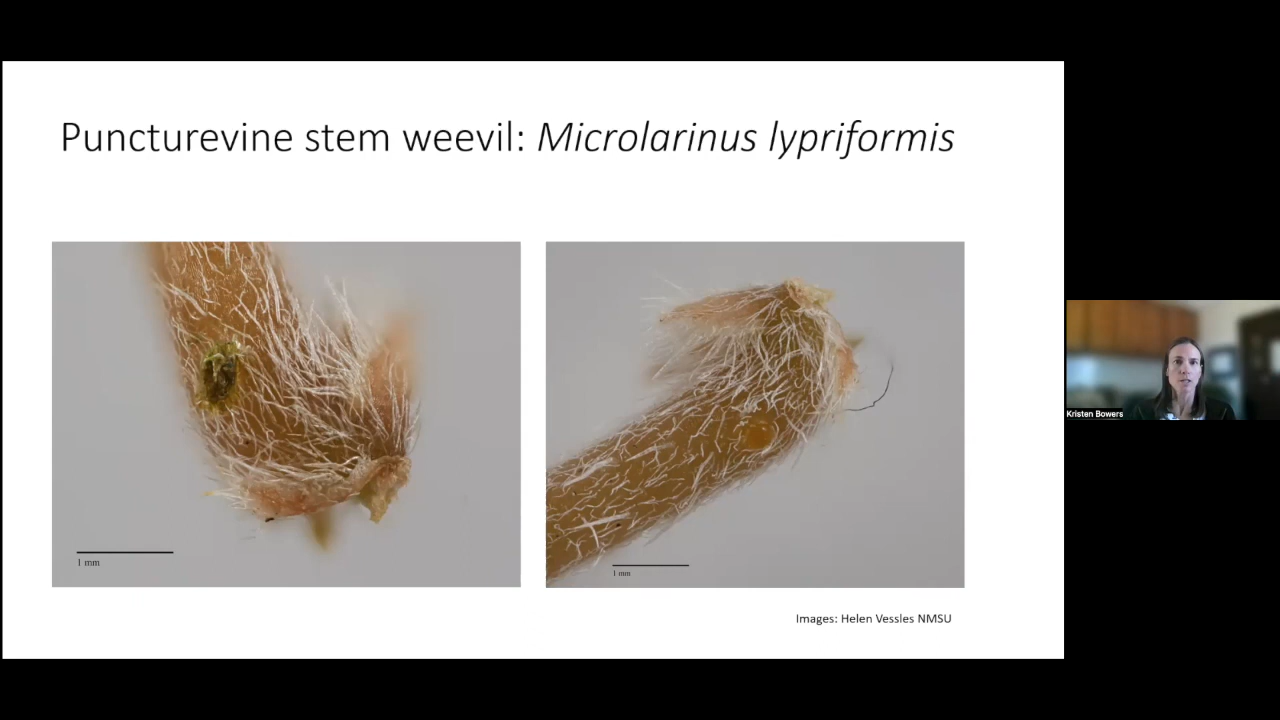 Puncturevine stem weevil: Microlarinus lypriformis
1 mm
1 mm
Images: Helen Vessles NMSU
Kristen Bowers